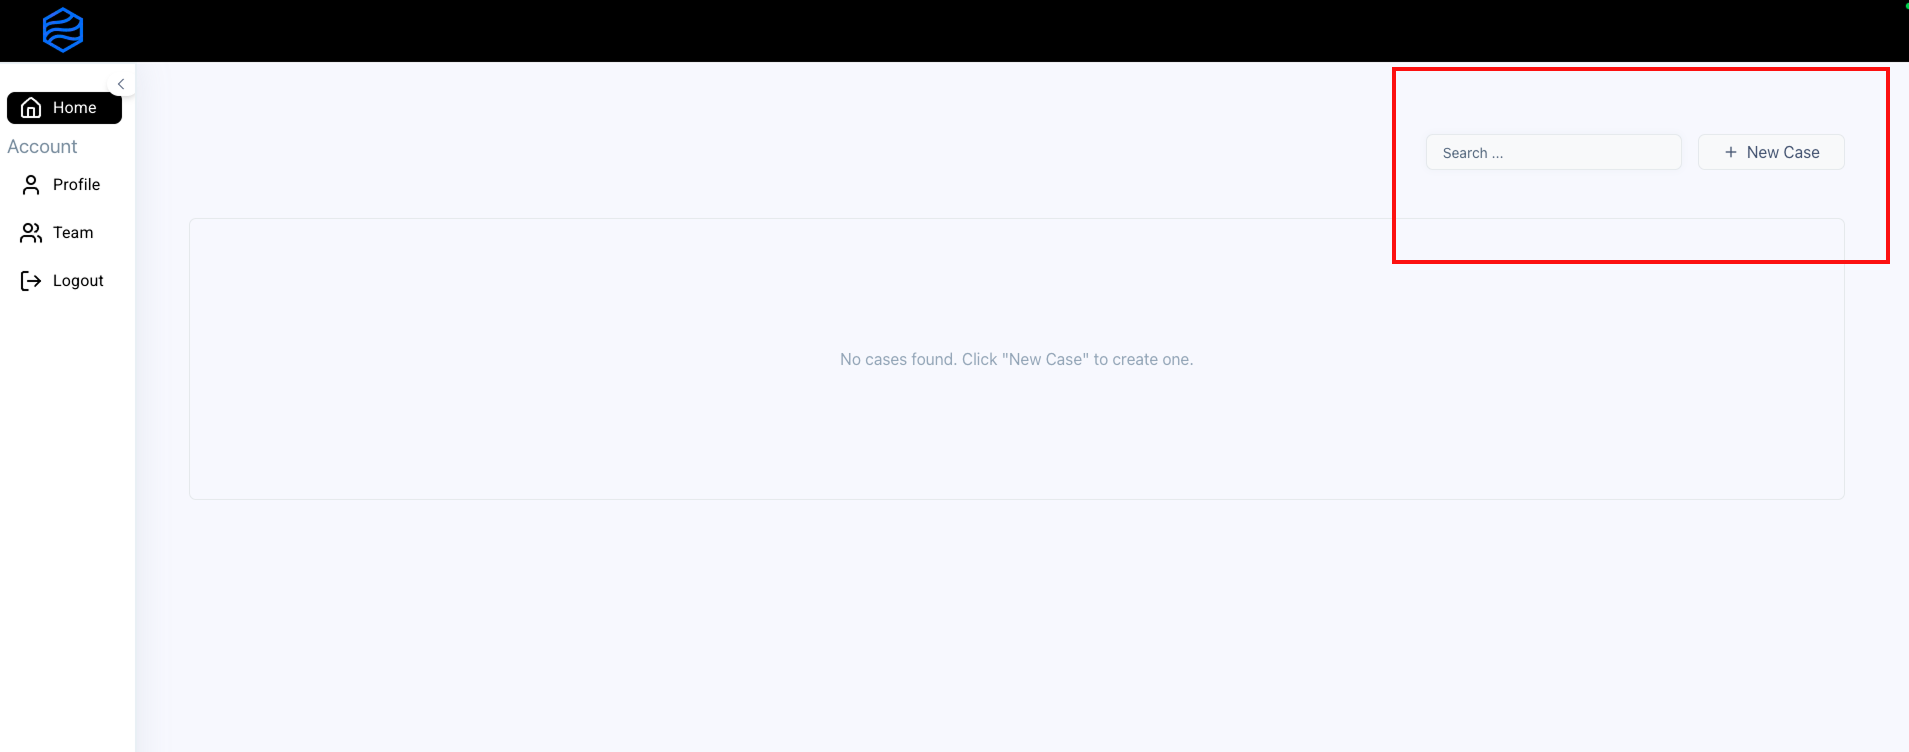 Home
Account
Profile
Team
Logout
Search ...
+ New Case
No cases found. Click "New Case" to create one.